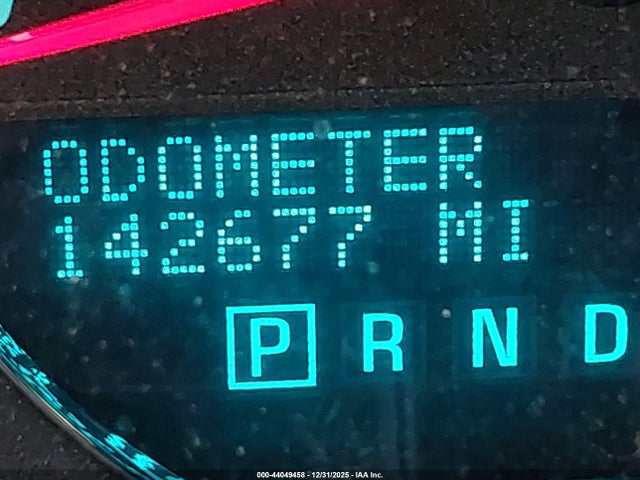 ODOMETER
142677 MI
P R N D
000-44049458 - 12/31/2025 - IAA Inc.